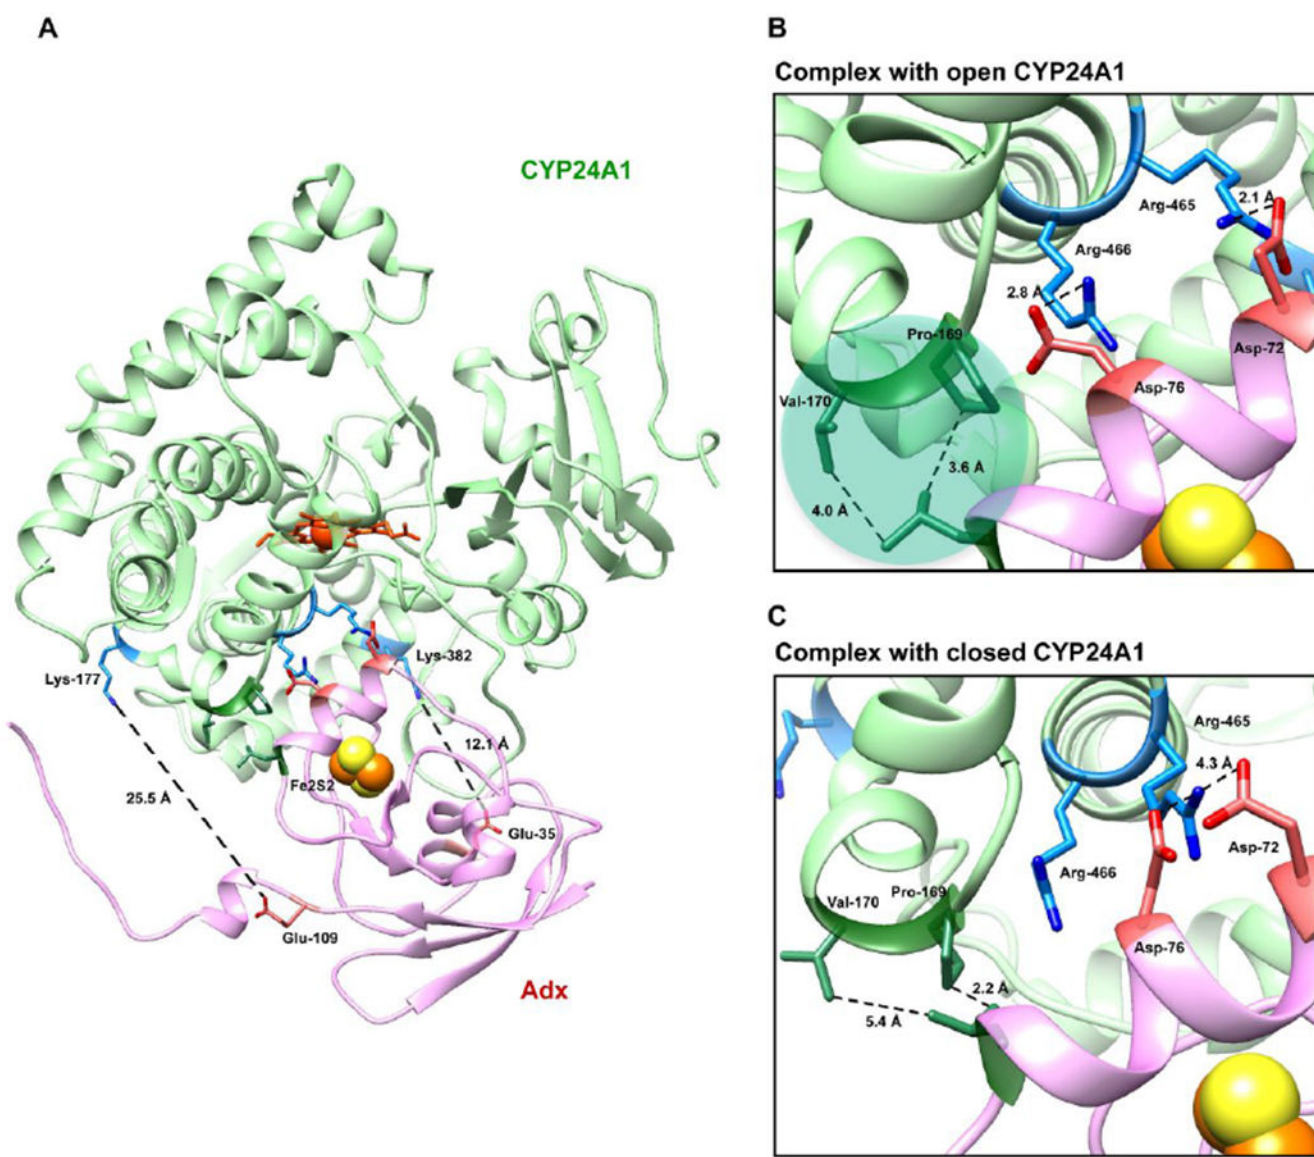 A
CYP24A1
Lys-177
Lys-382
25.5 Å
12.1 Å
Fe2S2
Glu-35
Glu-109
Adx
B
Complex with open CYP24A1
Arg-465
2.1 Å
Arg-466
2.8 Å
Pro-169
Asp-72
Val-170
Asp-76
3.6 Å
4.0 Å
C
Complex with closed CYP24A1
Arg-465
4.3 Å
Asp-72
Arg-466
Val-170
Pro-169
Asp-76
2.2 Å
5.4 Å